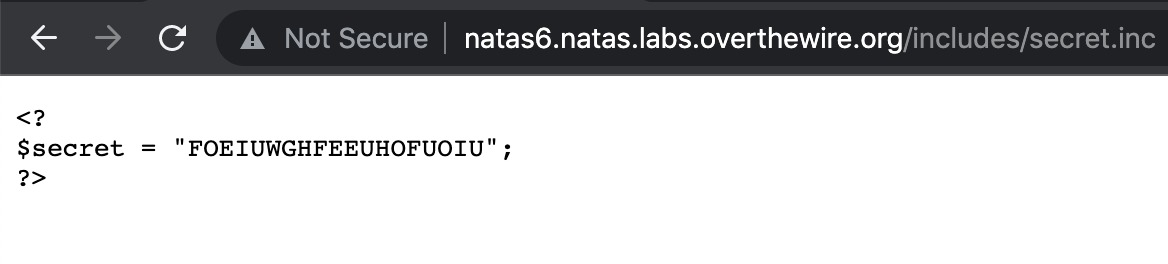 Not Secure natas6.natas.labs.overthewire.org/includes/secret.inc
<?
$secret = "FOEIUWGHFEEUHOFUOIU";
?>